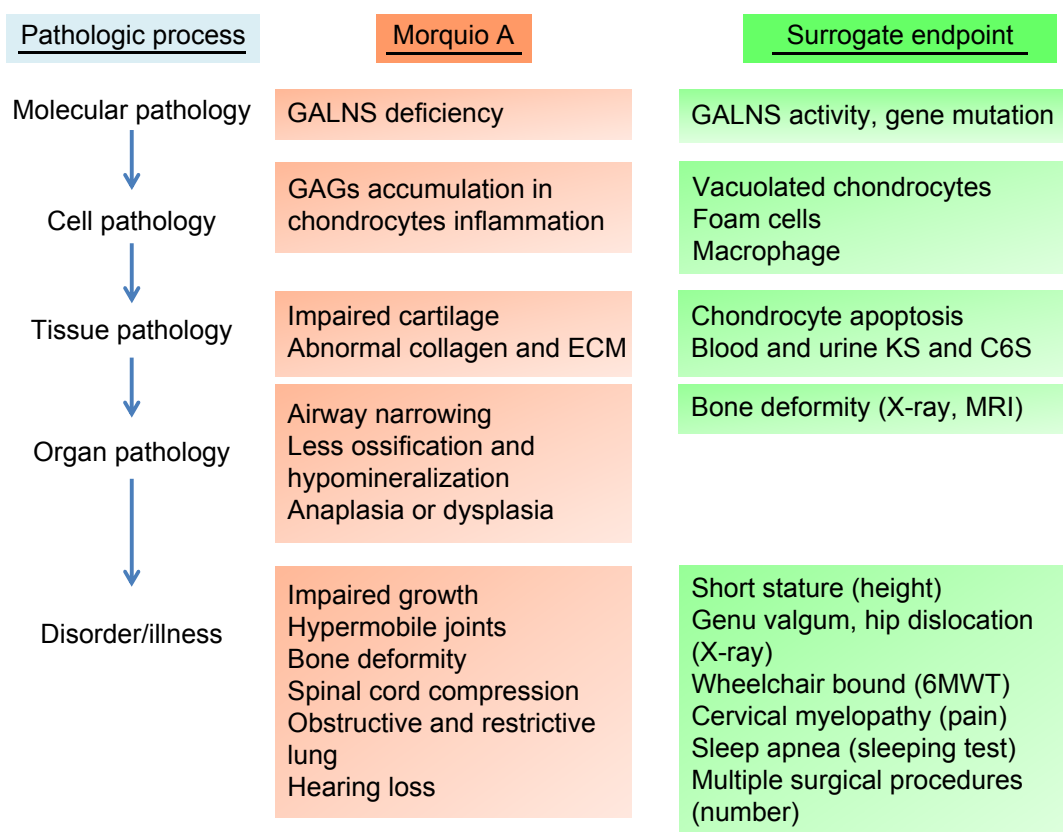 Pathologic process
Morquio A
Surrogate endpoint
Molecular pathology
GALNS deficiency
GALNS activity, gene mutation
Cell pathology
GAGs accumulation in
chondrocytes inflammation
Vacuolated chondrocytes
Foam cells
Macrophage
Tissue pathology
Impaired cartilage
Abnormal collagen and ECM
Chondrocyte apoptosis
Blood and urine KS and C6S
Organ pathology
Airway narrowing
Less ossification and
hypomineralization
Anaplasia or dysplasia
Bone deformity (X-ray, MRI)
Disorder/illness
Impaired growth
Hypermobile joints
Bone deformity
Spinal cord compression
Obstructive and restrictive
lung
Hearing loss
Short stature (height)
Genu valgum, hip dislocation
(X-ray)
Wheelchair bound (6MWT)
Cervical myelopathy (pain)
Sleep apnea (sleeping test)
Multiple surgical procedures
(number)